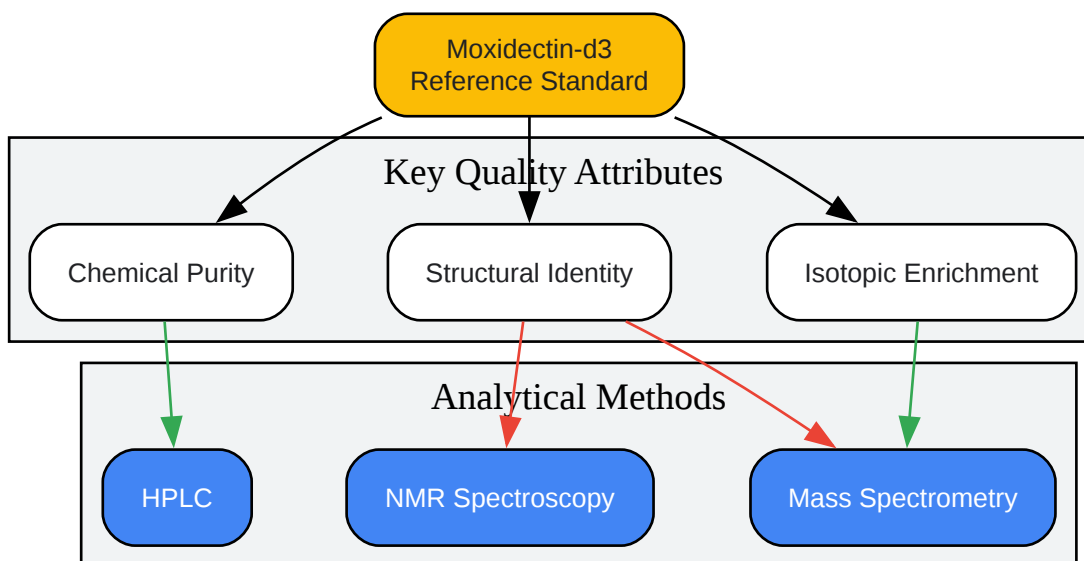 Moxidectin-d3
Reference Standard
Key Quality Attributes
Chemical Purity
Structural Identity
Isotopic Enrichment
Analytical Methods
HPLC
NMR Spectroscopy
Mass Spectrometry